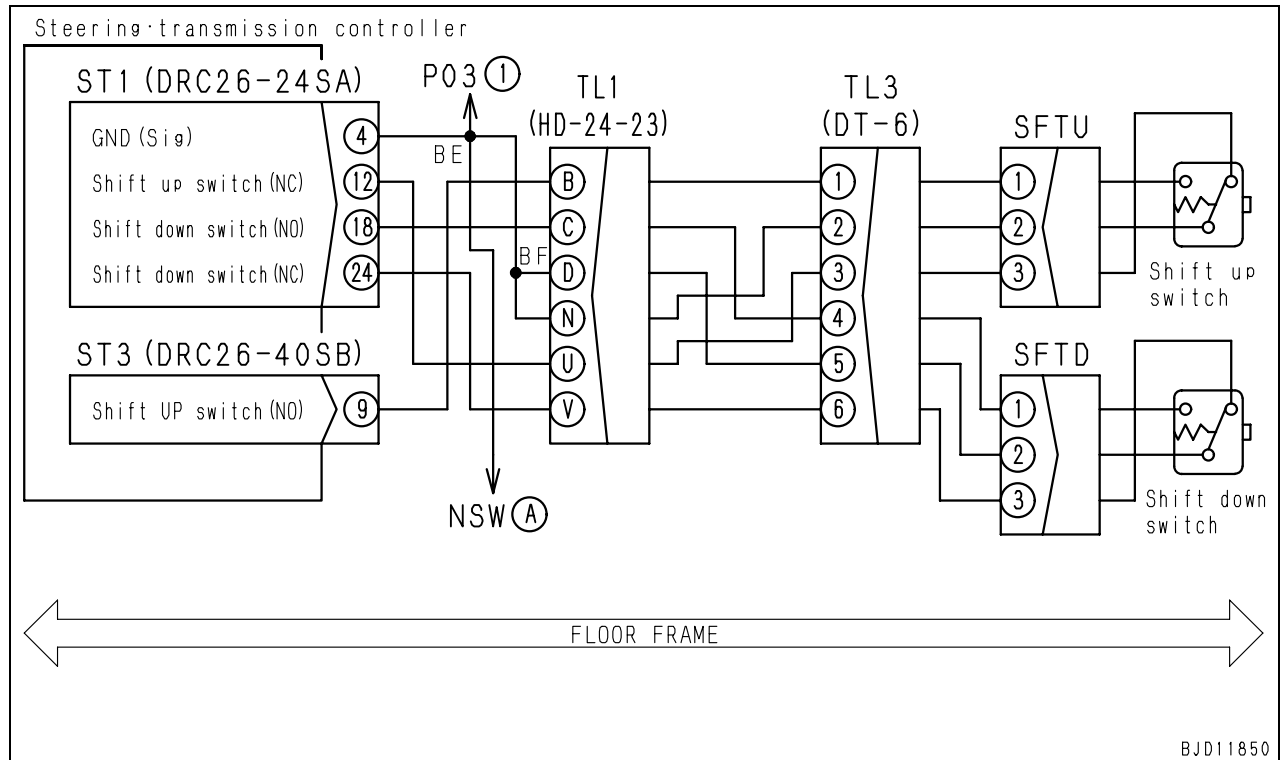 Steering·transmission controller
ST1 (DRC26-24SA)
GND (Sig) 4
Shift up switch (NC) 12
Shift down switch (NO) 18
Shift down switch (NC) 24
ST3 (DRC26-40SB)
Shift UP switch (NO) 9
P03 1
BE
BF
NSW A
TL1
(HD-24-23)
B
C
D
N
U
V
TL3
(DT-6)
1
2
3
4
5
6
SFTU
1
2
3
Shift up
switch
SFTD
1
2
3
Shift down
switch
FLOOR FRAME
BJD11850